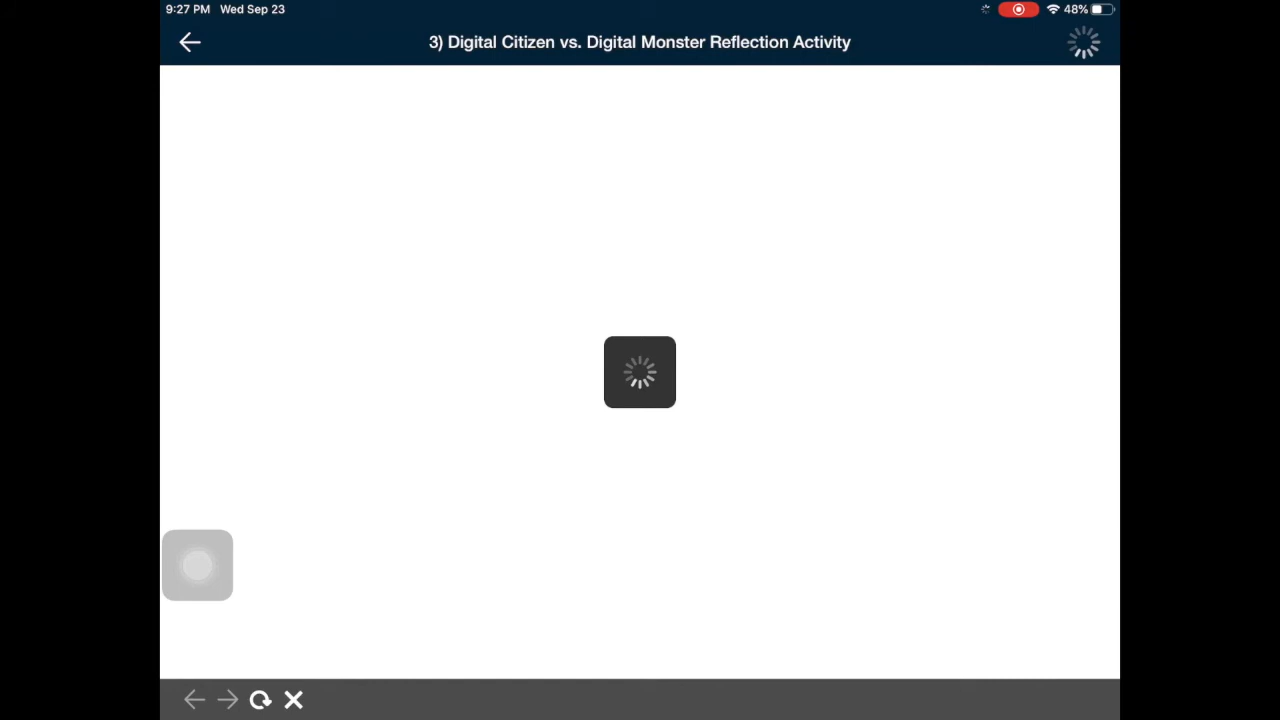 9:27 PM Wed Sep 23
48%
3) Digital Citizen vs. Digital Monster Reflection Activity